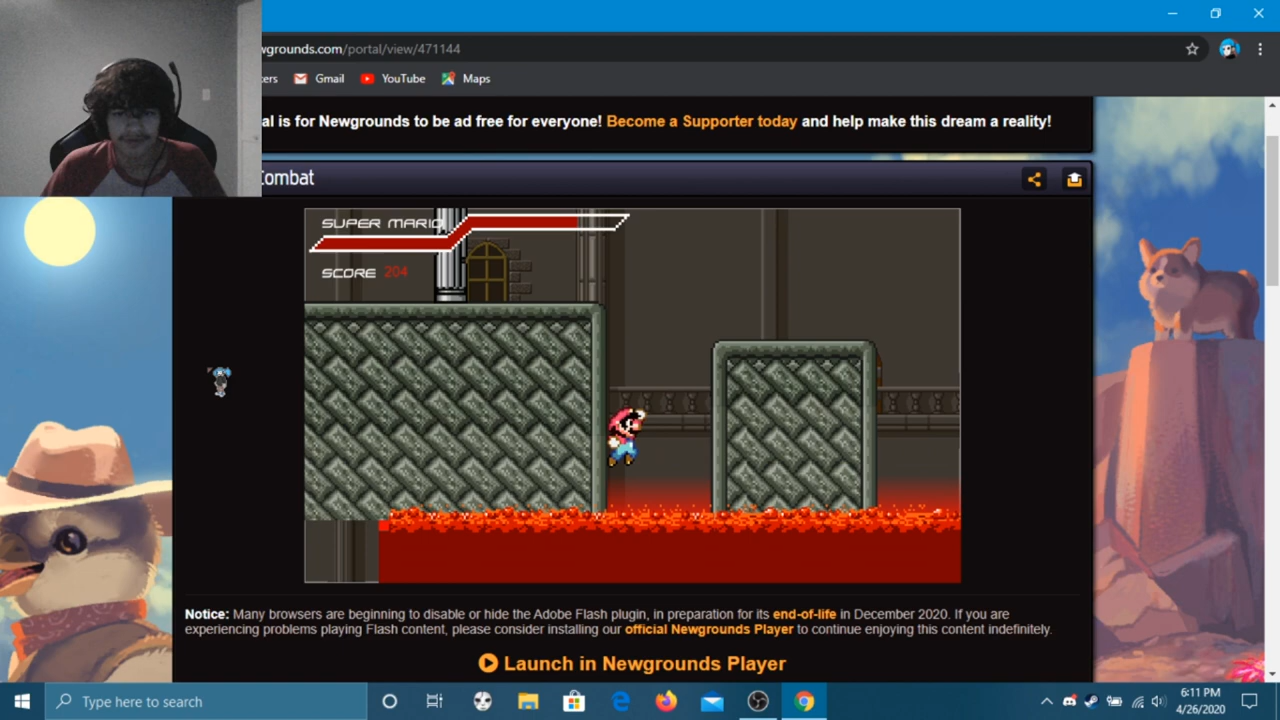 wgrounds.com/portal/view/471144
ers Gmail YouTube Maps
al is for Newgrounds to be ad free for everyone! Become a Supporter today and help make this dream a reality!
Combat
SUPER MARIO
SCORE 204
Notice: Many browsers are beginning to disable or hide the Adobe Flash plugin, in preparation for its end-of-life in December 2020. If you are
experiencing problems playing Flash content, please consider installing our official Newgrounds Player to continue enjoying this content indefinitely.
Launch in Newgrounds Player
Type here to search
6:11 PM
4/26/2020